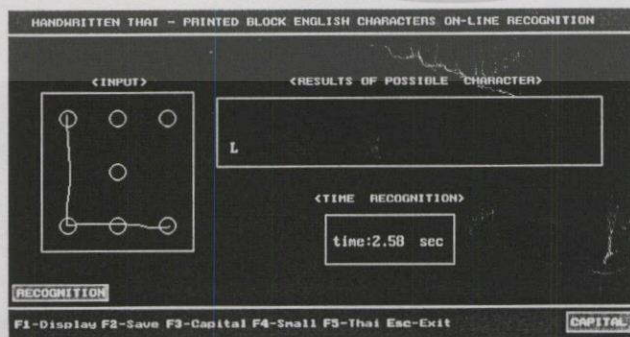 HANDWRITTEN THAI - PRINTED BLOCK ENGLISH CHARACTERS ON-LINE RECOGNITION
<INPUT>
<RESULTS OF POSSIBLE CHARACTER>
L
<TIME RECOGNITION>
time:2.58 sec
RECOGNITION
F1-Display F2-Save F3-Capital F4-Small F5-Thai Esc-Exit
CAPITAL